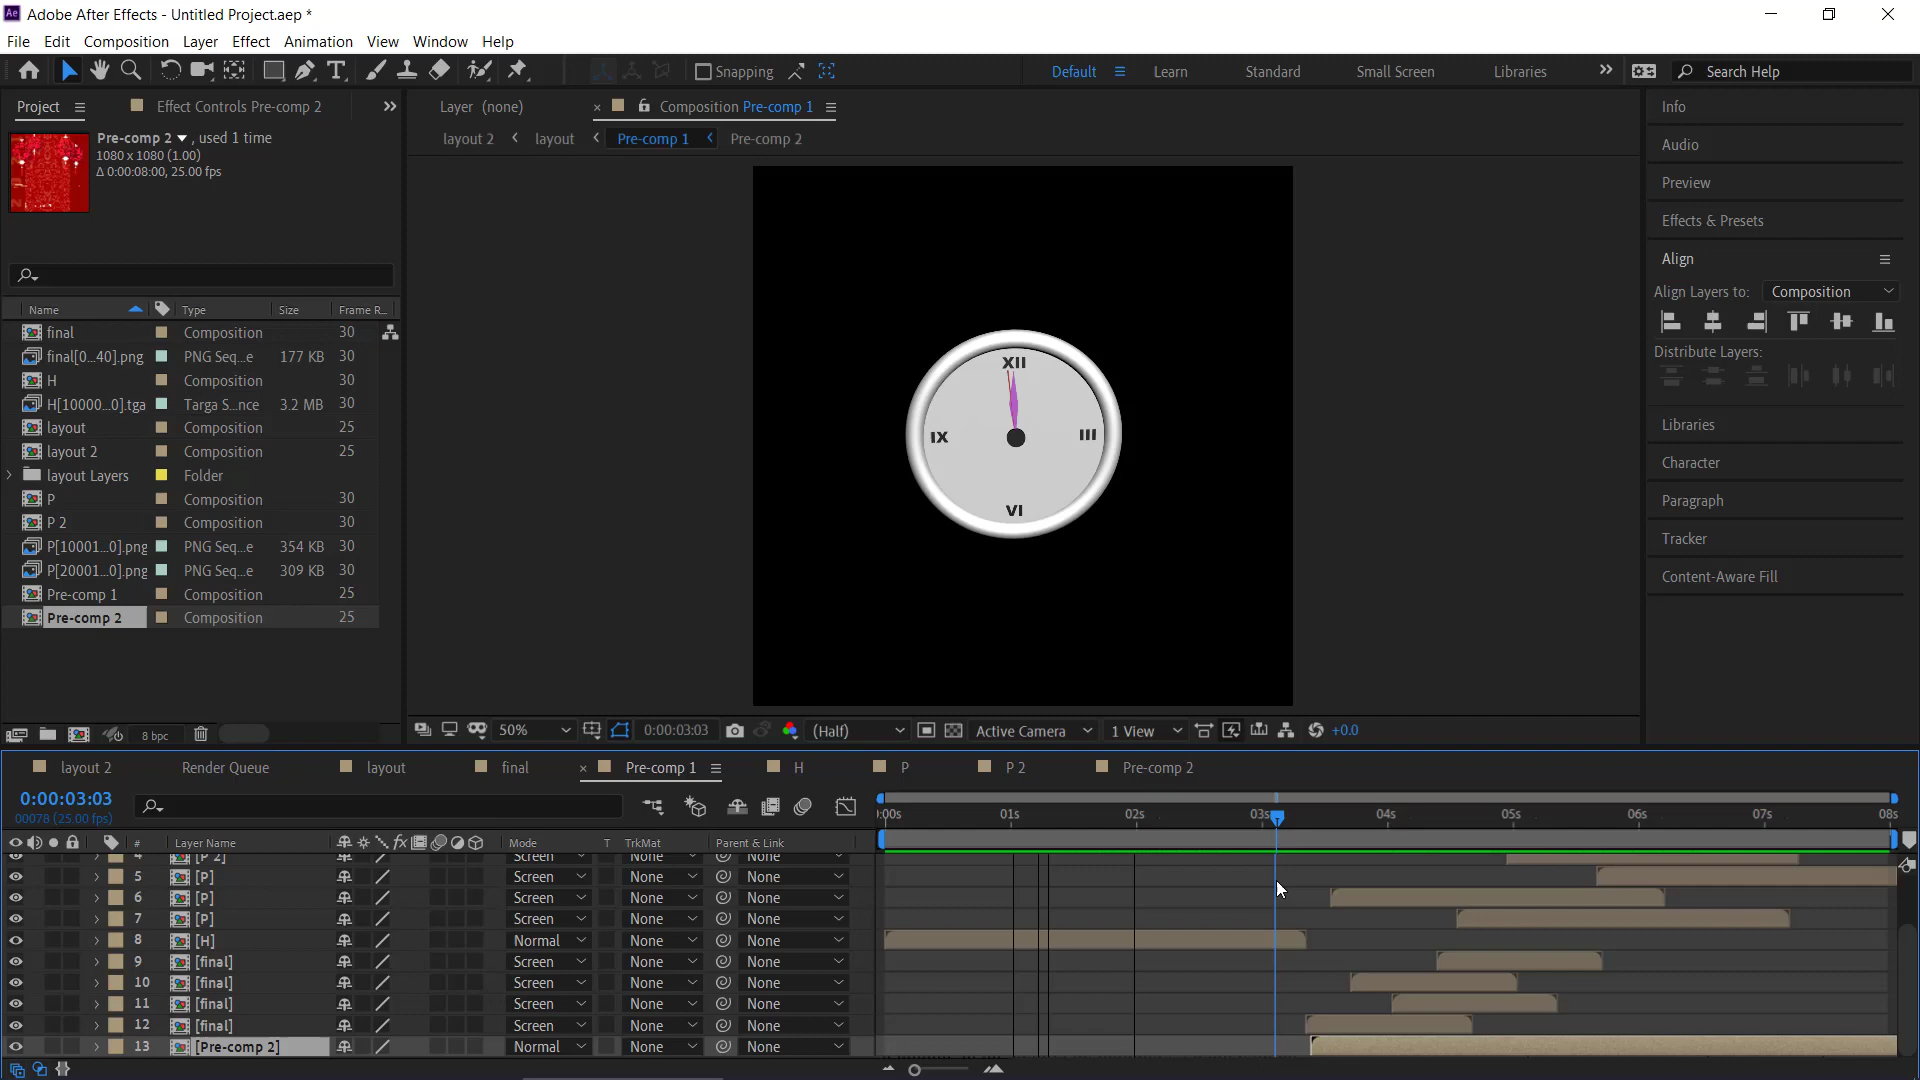 Adobe After Effects - Untitled Project.aep *
File Edit Composition Layer Effect Animation View Window Help
Snapping
Default Learn Standard Small Screen Libraries Search Help
Project Effect Controls Pre-comp 2
Layer (none) Composition Pre-comp 1
layout 2 layout Pre-comp 1 Pre-comp 2
Pre-comp 2 , used 1 time
1080 x 1080 (1.00)
Δ 0:00:08:00, 25.00 fps
Name Type Size Frame R...
final Composition 30
final[0...40].png PNG Seq...e 177 KB 30
H Composition 30
H[10000...0].tga Targa S...nce 3.2 MB 30
layout Composition 25
layout 2 Composition 25
layout Layers Folder
P Composition 30
P 2 Composition 30
P[10001...0].png PNG Seq...e 354 KB 30
P[20001...0].png PNG Seq...e 309 KB 30
Pre-comp 1 Composition 25
Pre-comp 2 Composition 25
8 bpc
XII
IX
III
VI
50% 0:00:03:03 (Half) Active Camera 1 View +0.0
Info
Audio
Preview
Effects & Presets
Align
Align Layers to: Composition
Distribute Layers:
Libraries
Character
Paragraph
Tracker
Content-Aware Fill
layout 2 Render Queue layout final Pre-comp 1 H P P 2 Pre-comp 2
0:00:03:03
00078 (25.00 fps)
):00s 01s 02s 03s 04s 05s 06s 07s 08s
# Layer Name Mode T TrkMat Parent & Link
4 [P 2] Screen None None
5 [P] Screen None None
6 [P] Screen None None
7 [P] Screen None None
8 [H] Normal None None
9 [final] Screen None None
10 [final] Screen None None
11 [final] Screen None None
12 [final] Screen None None
13 [Pre-comp 2] Normal None None